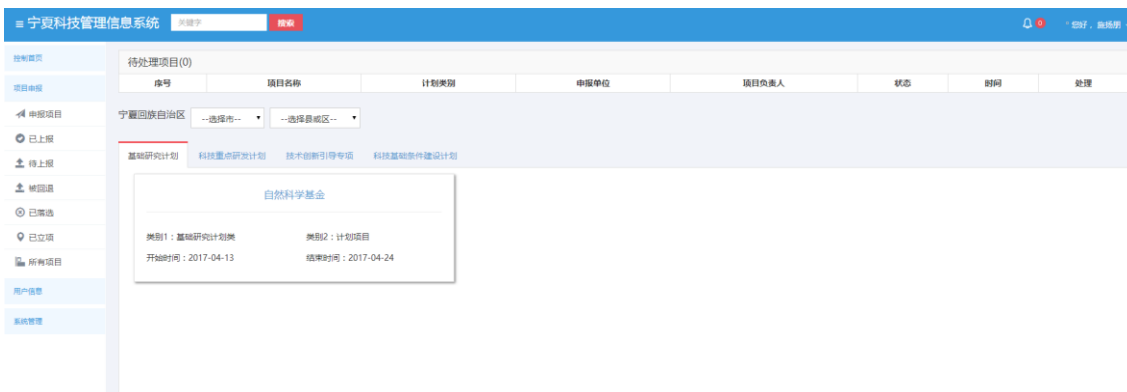 ≡ 宁夏科技管理信息系统 关键字 搜索 0 您好，
控制首页
项目申报
申报项目
已上报
待上报
被回退
已落选
已立项
所有项目
用户信息
系统管理
待处理项目(0)
序号 项目名称 计划类别 申报单位 项目负责人 状态 时间 处理
宁夏回族自治区 --选择市-- --选择县或区--
基础研究计划 科技重点研发计划 技术创新引导专项 科技基础条件建设计划
自然科学基金
类别1：基础研究计划类 类别2：计划项目
开始时间：2017-04-13 结束时间：2017-04-24